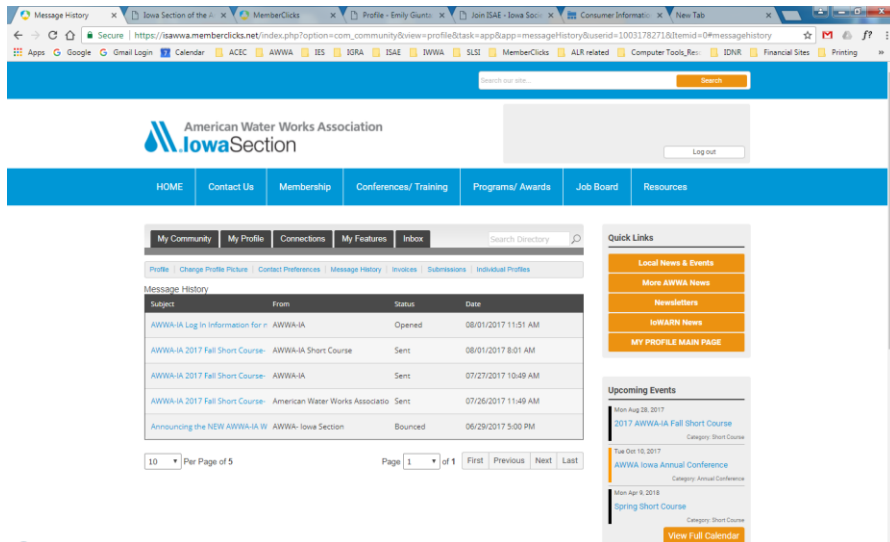 Message History
Iowa Section of the A
MemberClicks
Profile - Emily Giunta
Join ISAE - Iowa Socie
Consumer Informatio
New Tab
Secure | https://isawwa.memberclicks.net/index.php?option=com_community&view=profile&task=app&app=messageHistory&userid=1003178271&Itemid=0#messagehistory
Apps Google Gmail Login Calendar ACEC AWWA IES IGRA ISAE IWWA SLSI MemberClicks ALR related Computer Tools_Res IDNR Financial Sites Printing »
Search our site... Search
American Water Works Association
IowaSection
Log out
HOME Contact Us Membership Conferences/ Training Programs/ Awards Job Board Resources
My Community My Profile Connections My Features Inbox Search Directory
Profile | Change Profile Picture | Contact Preferences | Message History | Invoices | Submissions | Individual Profiles
Message History
Subject From Status Date
AWWA-IA Log In Information for r AWWA-IA Opened 08/01/2017 11:51 AM
AWWA-IA 2017 Fall Short Course- AWWA-IA Short Course Sent 08/01/2017 8:01 AM
AWWA-IA 2017 Fall Short Course- AWWA-IA Sent 07/27/2017 10:49 AM
AWWA-IA 2017 Fall Short Course- American Water Works Associatio Sent 07/26/2017 11:49 AM
Announcing the NEW AWWA-IA W AWWA- Iowa Section Bounced 06/29/2017 5:00 PM
10 Per Page of 5 Page 1 of 1 First Previous Next Last
Quick Links
Local News & Events
More AWWA News
Newsletters
IoWARN News
MY PROFILE MAIN PAGE
Upcoming Events
Mon Aug 28, 2017
2017 AWWA-IA Fall Short Course
Category: Short Course
Tue Oct 10, 2017
AWWA Iowa Annual Conference
Category: Annual Conference
Mon Apr 9, 2018
Spring Short Course
Category: Short Course
View Full Calendar